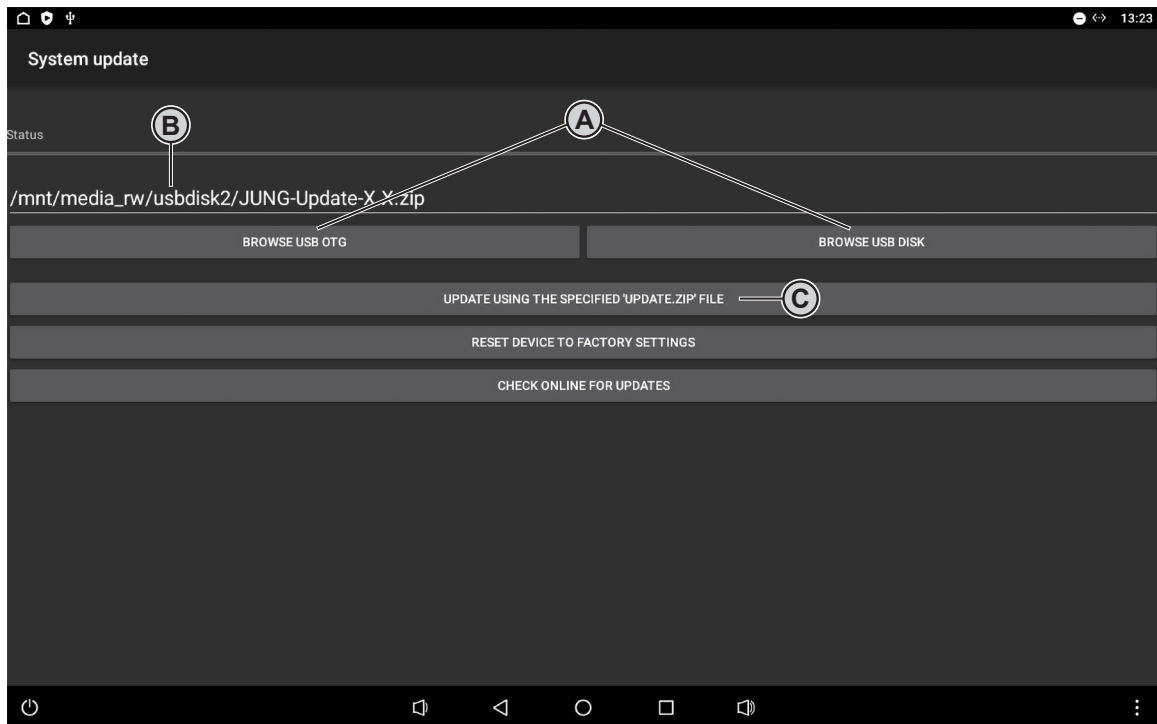 13:23
System update
B
A
Status
/mnt/media_rw/usbdisk2/JUNG-Update-X.X.zip
BROWSE USB OTG
BROWSE USB DISK
UPDATE USING THE SPECIFIED 'UPDATE.ZIP' FILE
C
RESET DEVICE TO FACTORY SETTINGS
CHECK ONLINE FOR UPDATES